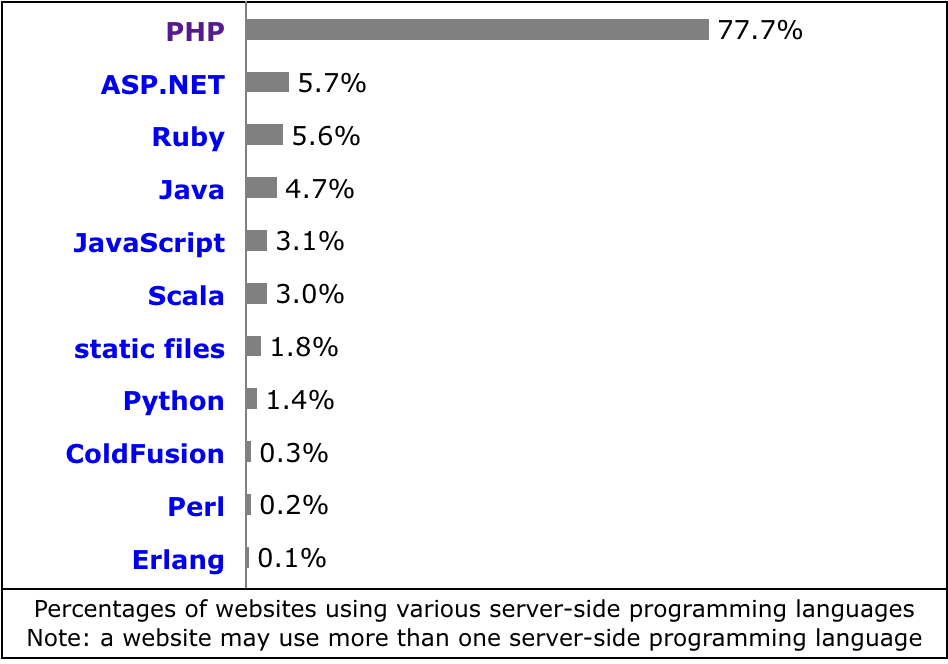 PHP 77.7%
ASP.NET 5.7%
Ruby 5.6%
Java 4.7%
JavaScript 3.1%
Scala 3.0%
static files 1.8%
Python 1.4%
ColdFusion 0.3%
Perl 0.2%
Erlang 0.1%
Percentages of websites using various server-side programming languages
Note: a website may use more than one server-side programming language